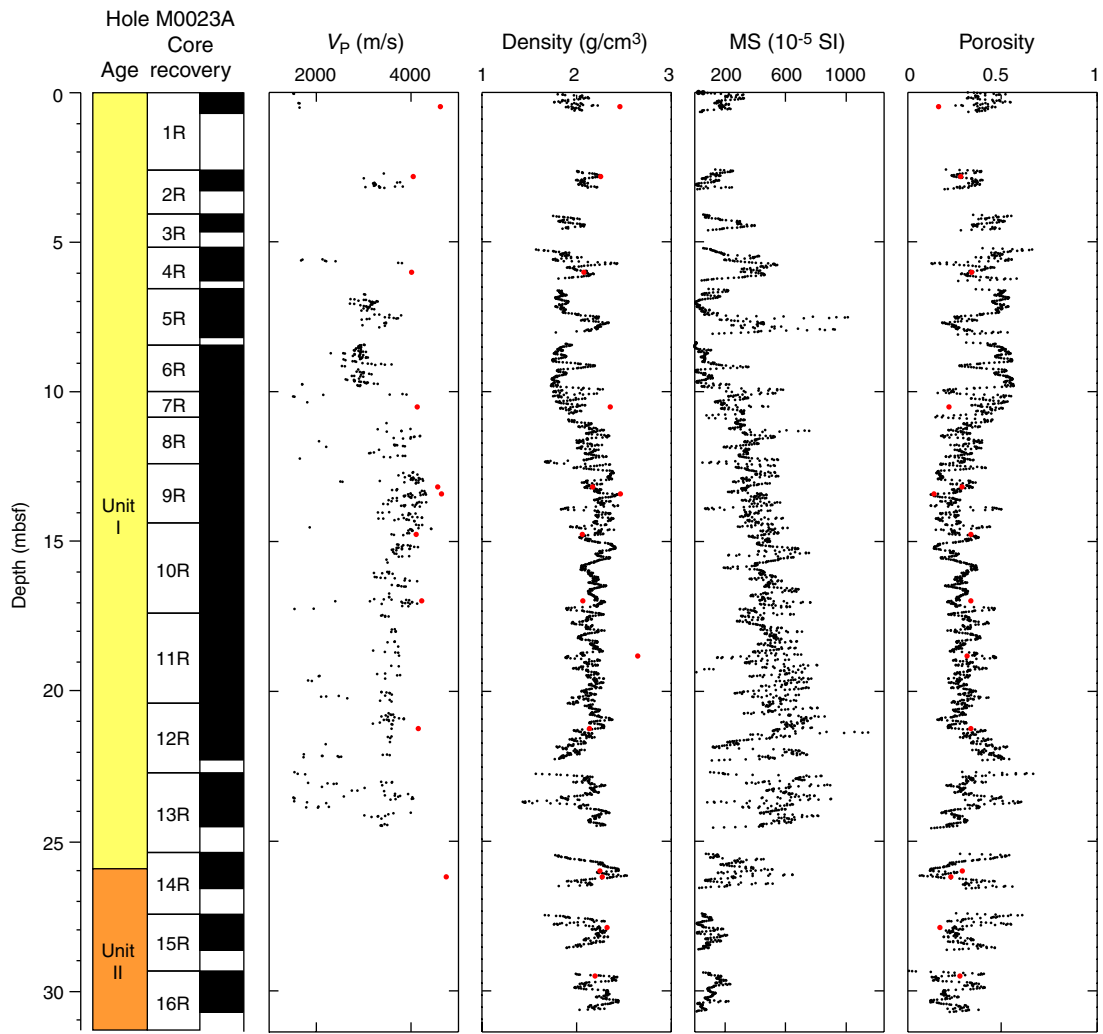 Hole M0023A
Core
Age recovery
V_P (m/s)
Density (g/cm³)
MS (10⁻⁵ SI)
Porosity
2000 4000
1 2 3
200 600 1000
0 0.5 1
0
5
10
15
20
25
30
Depth (mbsf)
Unit
I
Unit
II
1R
2R
3R
4R
5R
6R
7R
8R
9R
10R
11R
12R
13R
14R
15R
16R